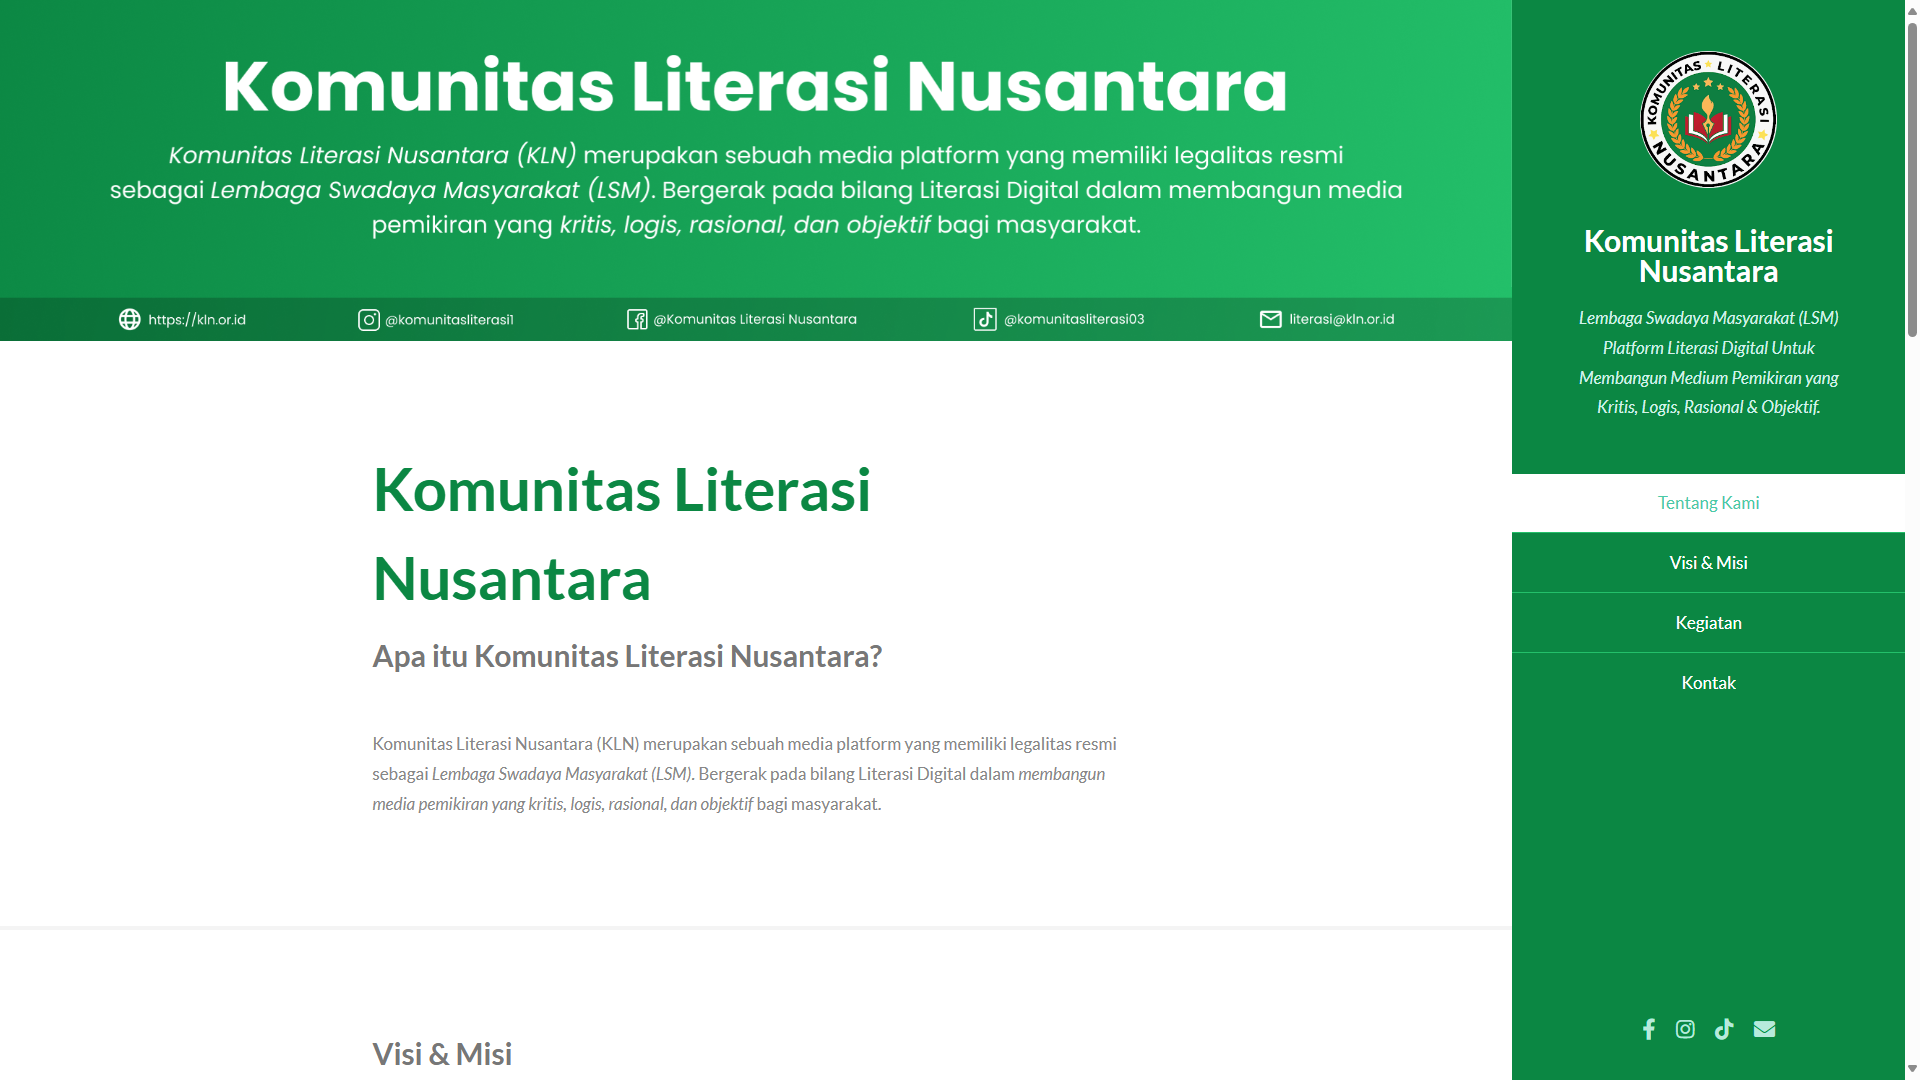 Komunitas Literasi Nusantara
Komunitas Literasi Nusantara (KLN) merupakan sebuah media platform yang memiliki legalitas resmi
sebagai Lembaga Swadaya Masyarakat (LSM). Bergerak pada bilang Literasi Digital dalam membangun media
pemikiran yang kritis, logis, rasional, dan objektif bagi masyarakat.
https://kln.or.id
@komunitasliterasi1
@Komunitas Literasi Nusantara
@komunitasliterasi03
literasi@kln.or.id
Komunitas Literasi
Nusantara
Apa itu Komunitas Literasi Nusantara?
Komunitas Literasi Nusantara (KLN) merupakan sebuah media platform yang memiliki legalitas resmi
sebagai Lembaga Swadaya Masyarakat (LSM). Bergerak pada bilang Literasi Digital dalam membangun
media pemikiran yang kritis, logis, rasional, dan objektif bagi masyarakat.
Visi & Misi
KOMUNITAS LITERASI
NUSANTARA
Komunitas Literasi
Nusantara
Lembaga Swadaya Masyarakat (LSM)
Platform Literasi Digital Untuk
Membangun Medium Pemikiran yang
Kritis, Logis, Rasional & Objektif.
Tentang Kami
Visi & Misi
Kegiatan
Kontak